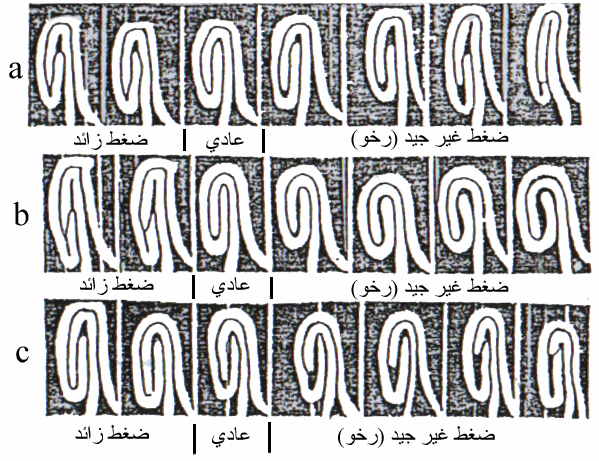 a
ضغط زائد | عادي | ضغط غير جيد (رخو)
b
ضغط زائد | عادي | ضغط غير جيد (رخو)
c
ضغط زائد | عادي | ضغط غير جيد (رخو)